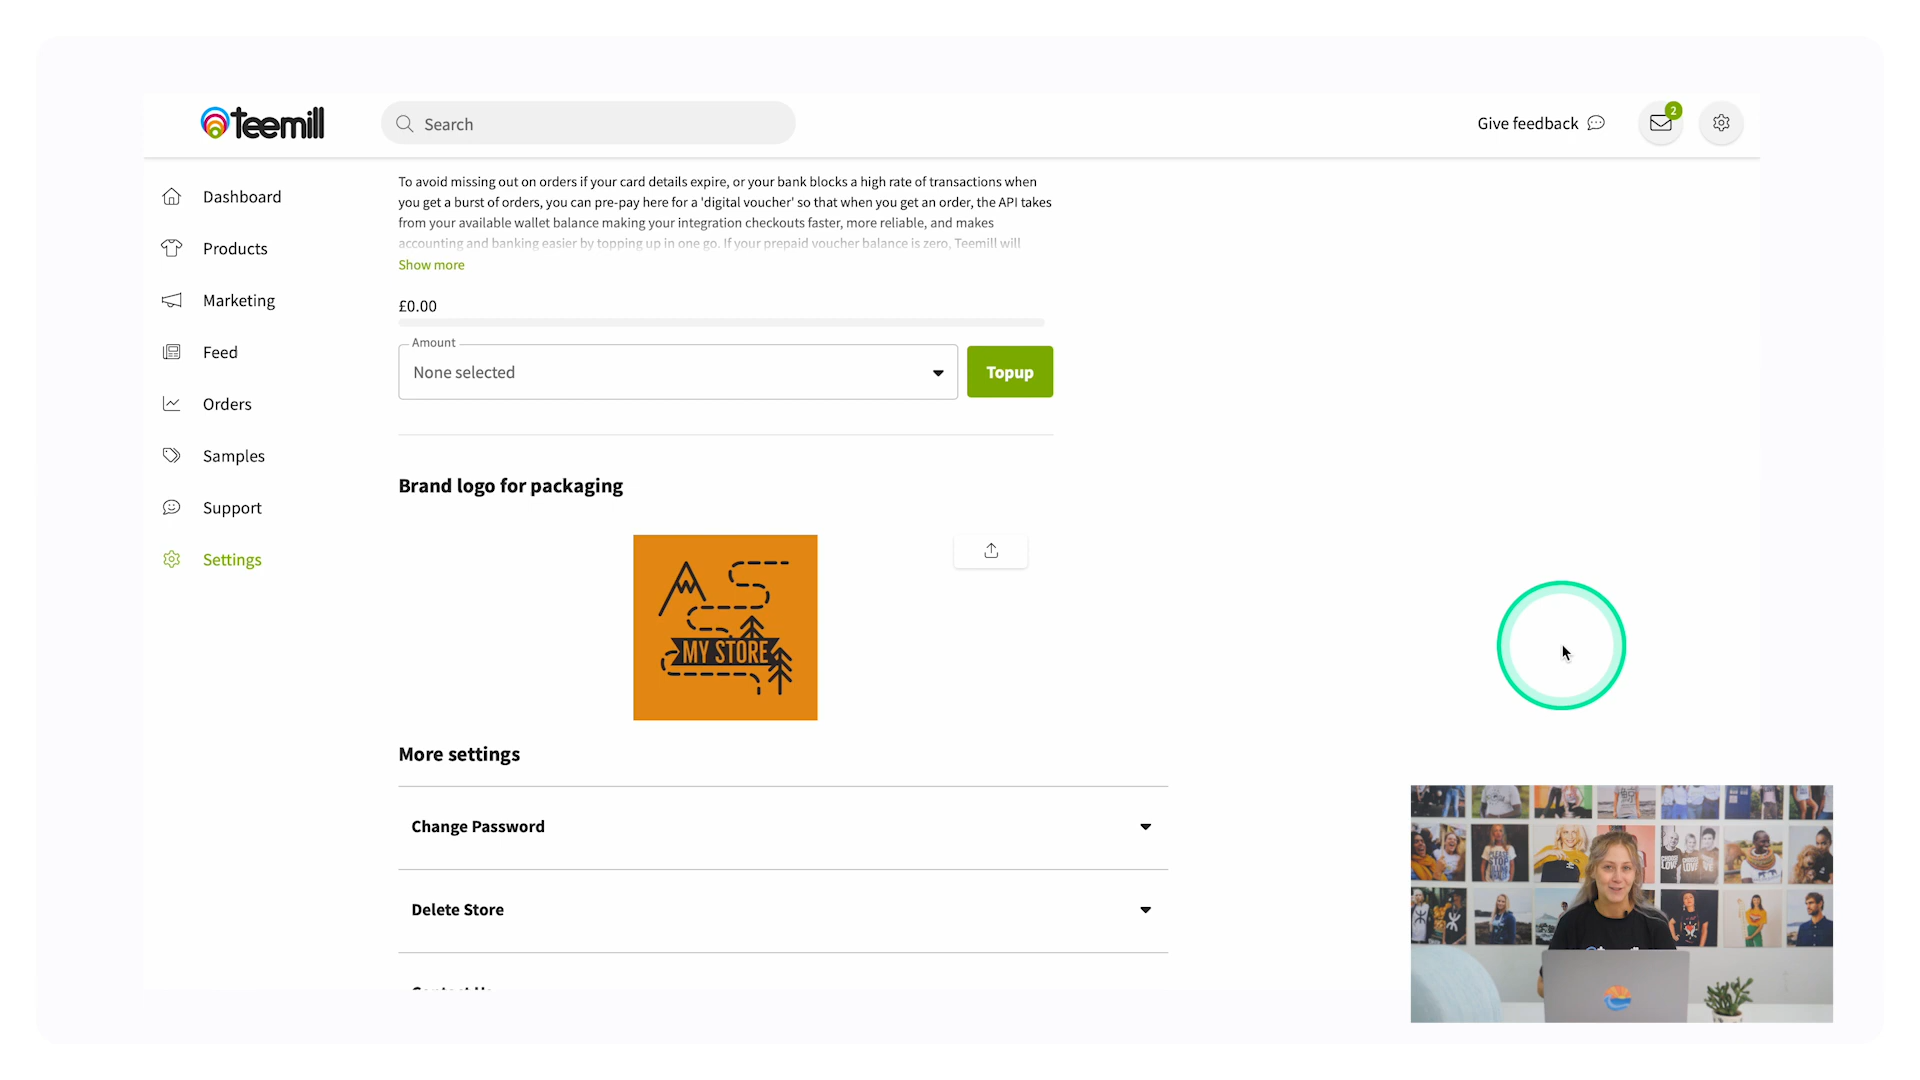 teemill
Search
Give feedback
2
Dashboard
Products
Marketing
Feed
Orders
Samples
Support
Settings
To avoid missing out on orders if your card details expire, or your bank blocks a high rate of transactions when
you get a burst of orders, you can pre-pay here for a 'digital voucher' so that when you get an order, the API takes
from your available wallet balance making your integration checkouts faster, more reliable, and makes
accounting and banking easier by topping up in one go. If your prepaid voucher balance is zero, Teemill will
Show more
£0.00
Amount
None selected
Topup
Brand logo for packaging
MY STORE
More settings
Change Password
Delete Store
Contact Us